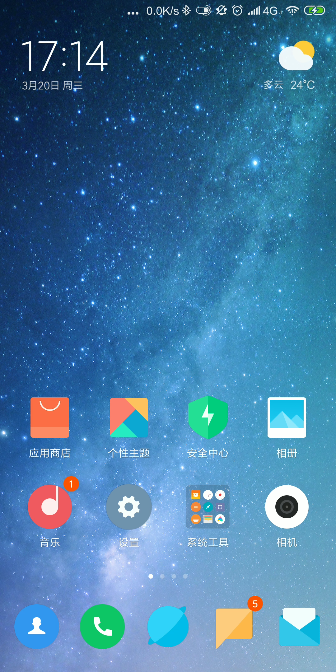 ... 0.0K/s 4G
17:14
3月20日 周三
多云 24°C
应用商店 个性主题 安全中心 相册
1
音乐 设置 系统工具 相机
5